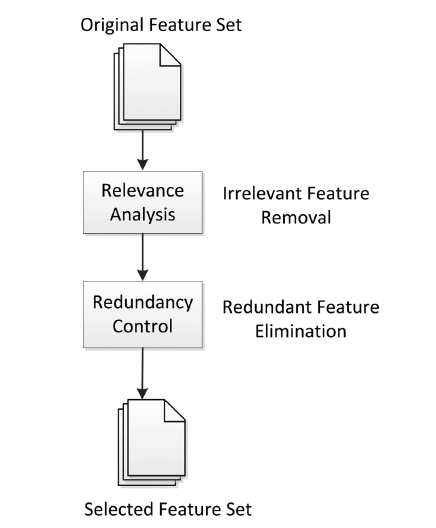 Original Feature Set
Relevance
Analysis
Irrelevant Feature
Removal
Redundancy
Control
Redundant Feature
Elimination
Selected Feature Set